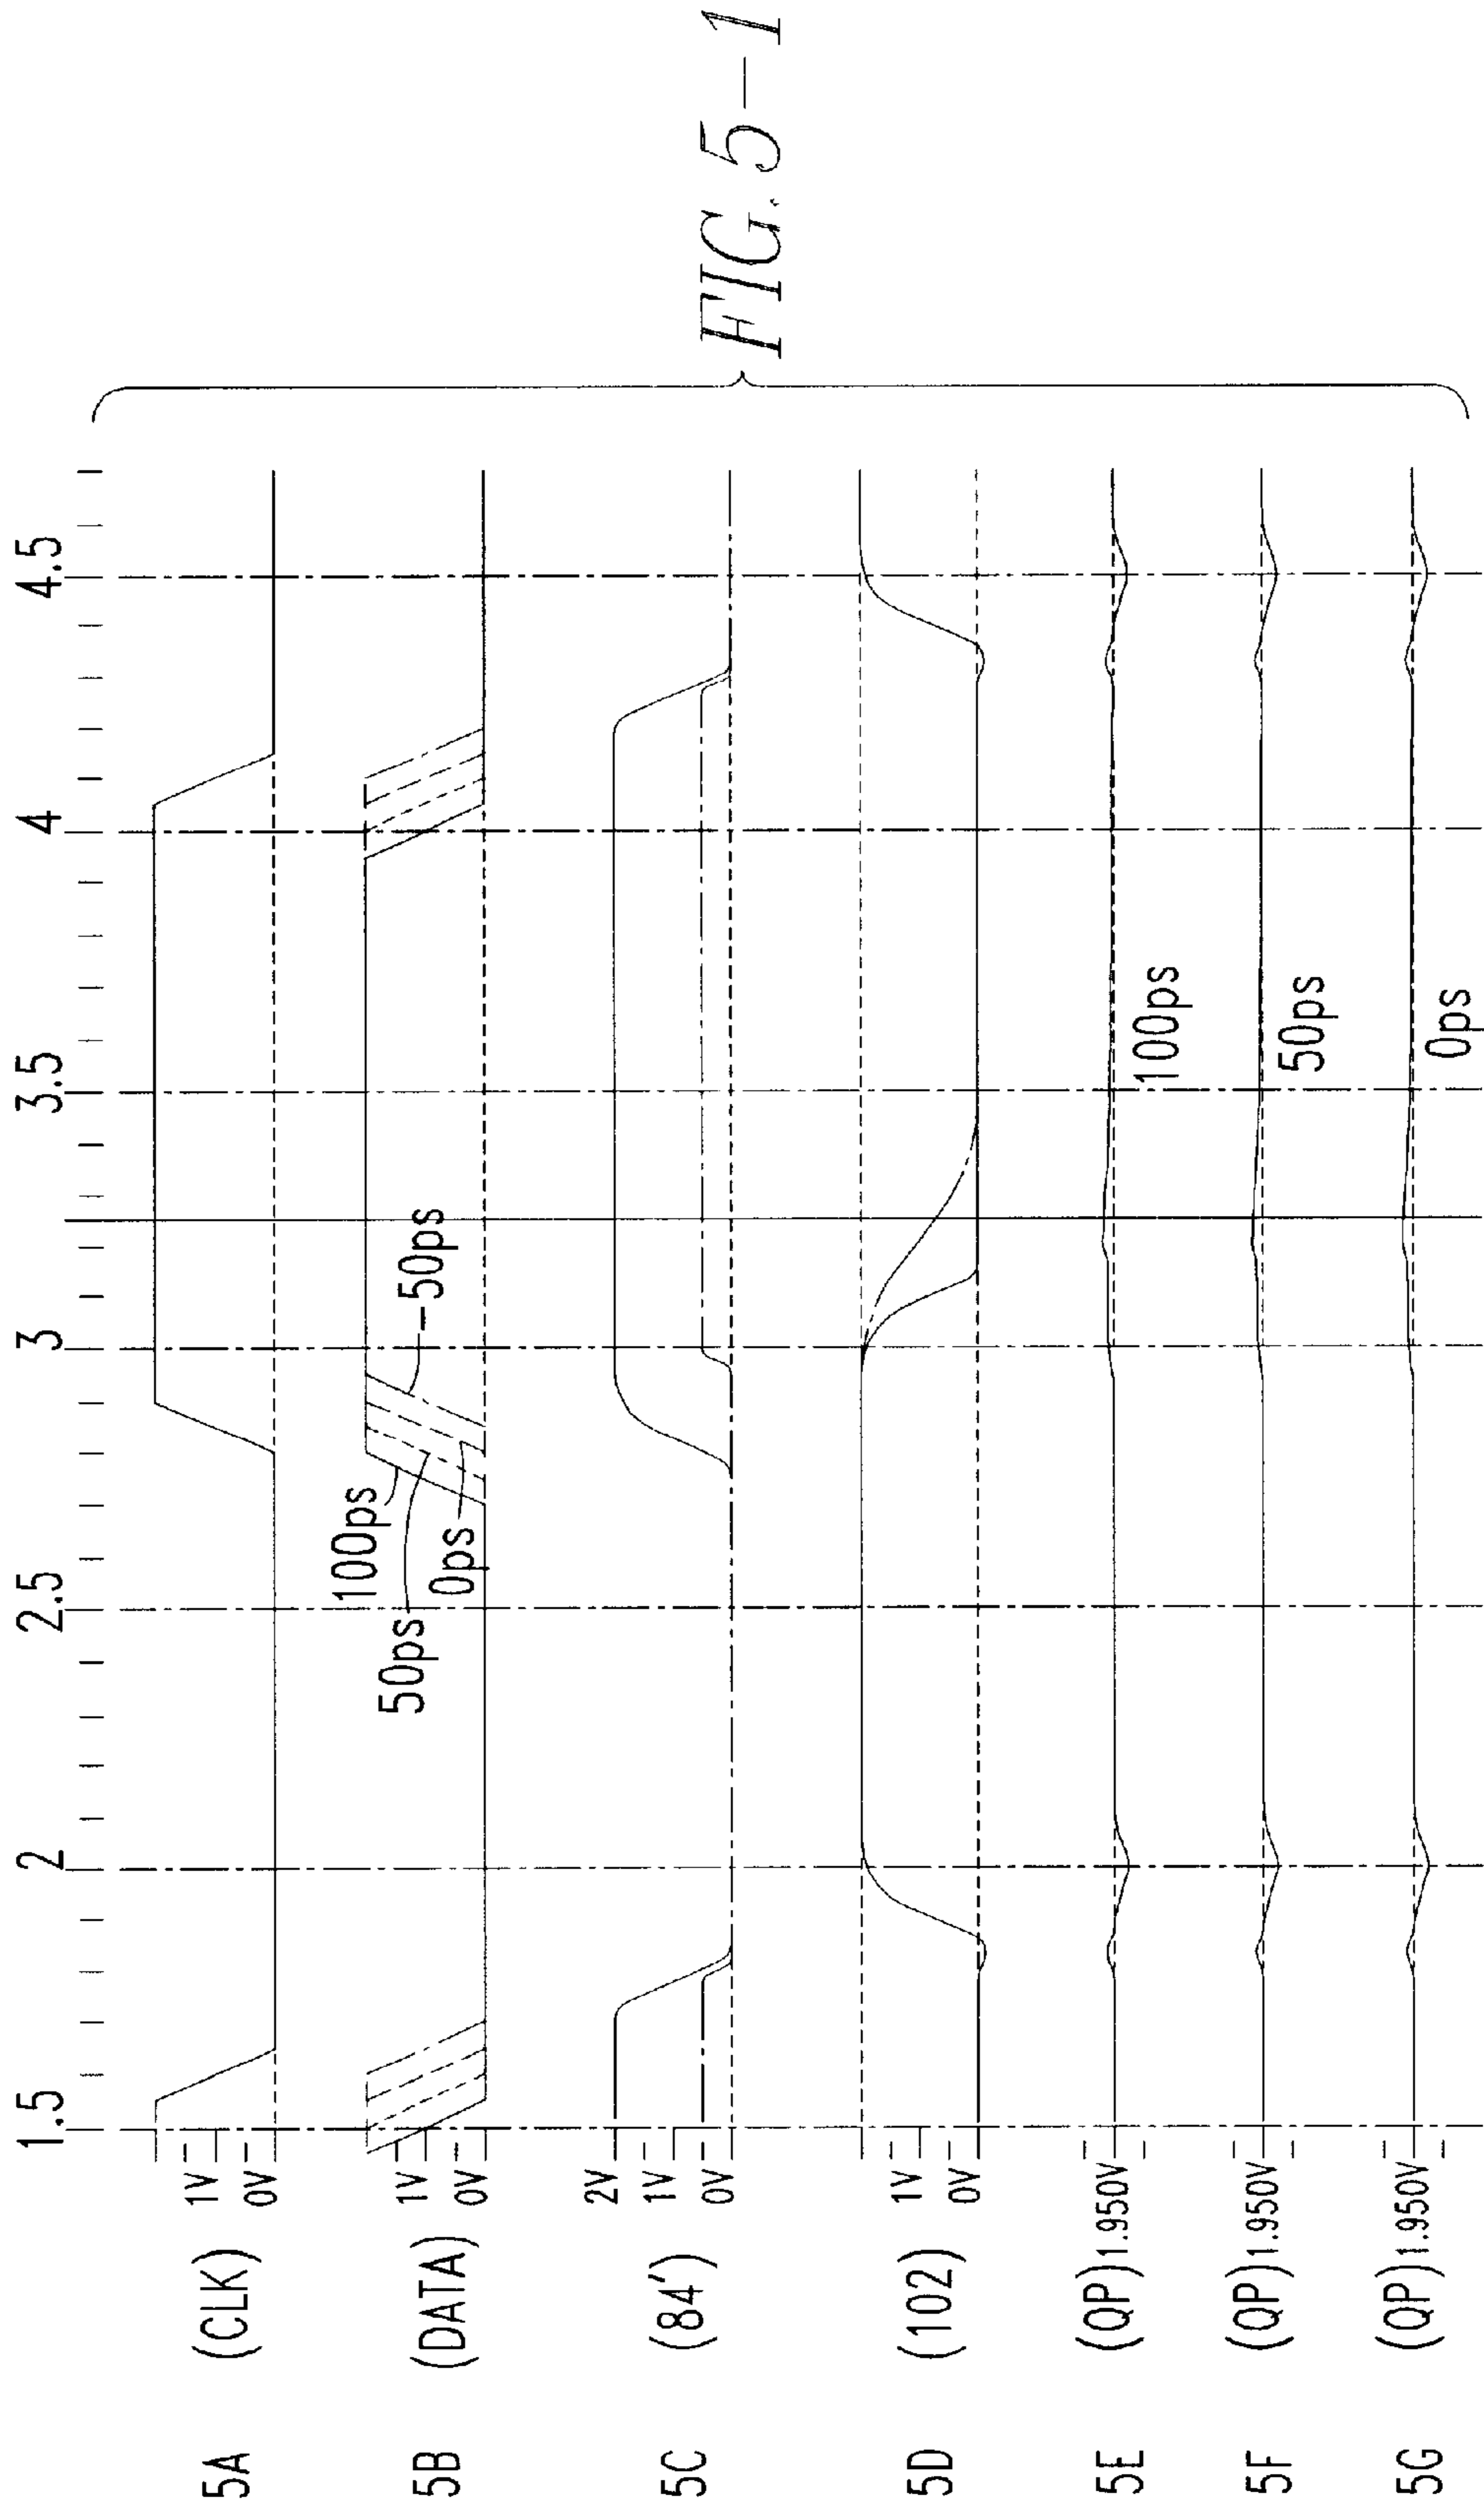 1.5 2 2.5 3 3.5 4 4.5
5A (CLK) 1V
0V
5B (DATA) 1V
0V
100ps
50ps
0ps
-50ps
5C (84') 2V
1V
0V
5D (102) 1V
0V
5E (QP) 1.950V
100ps
5F (QP) 1.950V
50ps
5G (QP) 1.950V
0ps
FIG. 5-1